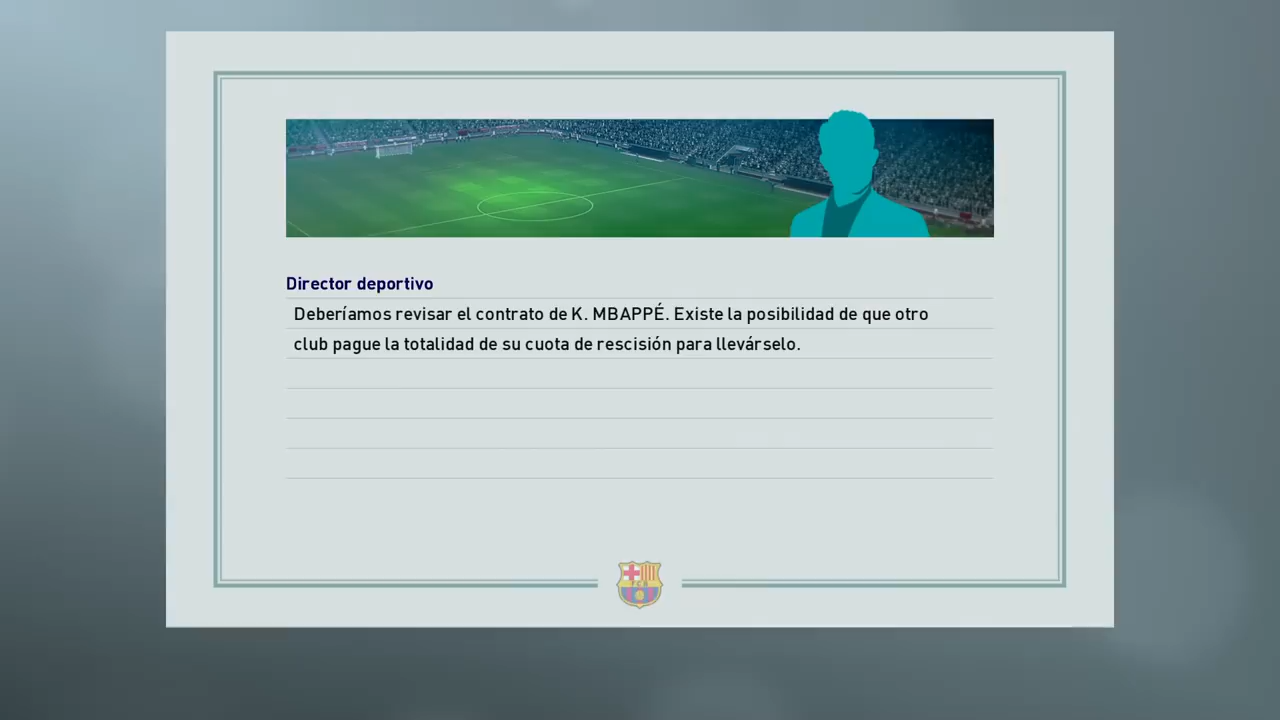 Director deportivo
Deberíamos revisar el contrato de K. MBAPPÉ. Existe la posibilidad de que otro
club pague la totalidad de su cuota de rescisión para llevárselo.
FCB